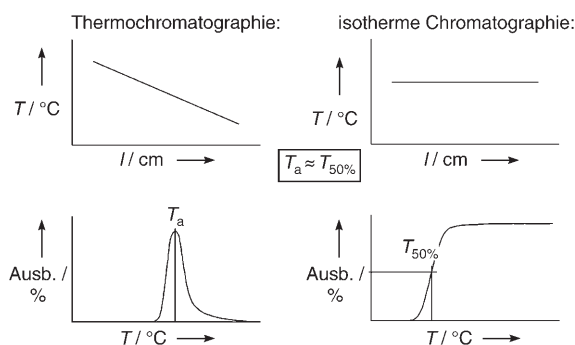 Thermochromatographie:
T / °C
l / cm
isotherme Chromatographie:
T / °C
l / cm
Ta ≈ T50%
Ta
Ausb. /
%
T / °C
T50%
Ausb. /
%
T / °C